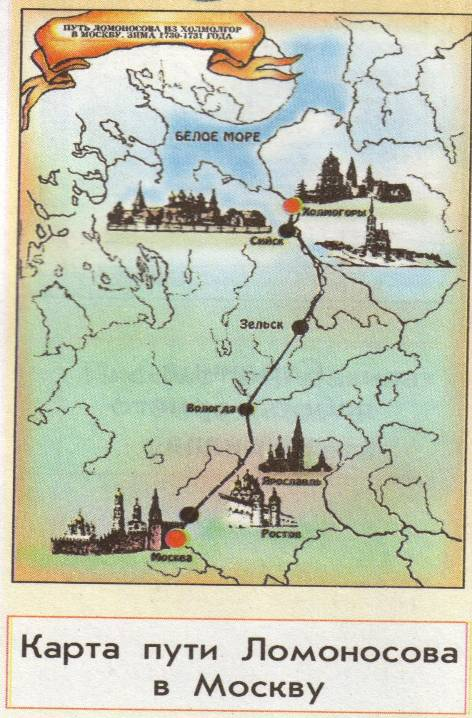 ПУТЬ ЛОМОНОСОВА ИЗ ХОЛМОЛГОР
В МОСКВУ. ЗИМА 1730-1731 ГОДА
БЕЛОЕ МОРЕ
Холмогоры
Сийск
Зельск
Вологда
Ярославль
Ростов
Москва
Карта пути Ломоносова
в Москву